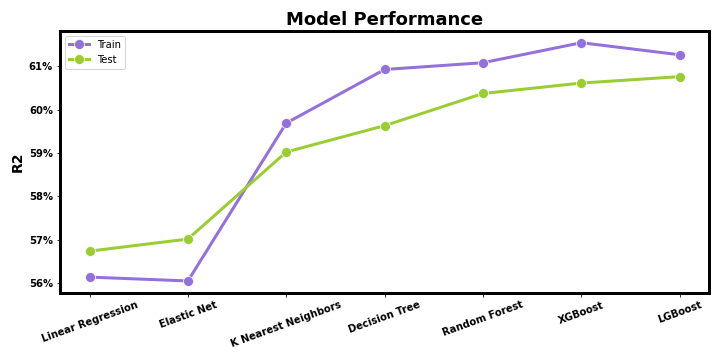 Model Performance
Train
Test
61%
60%
59%
58%
57%
56%
R2
Linear Regression
Elastic Net
K Nearest Neighbors
Decision Tree
Random Forest
XGBoost
LGBoost